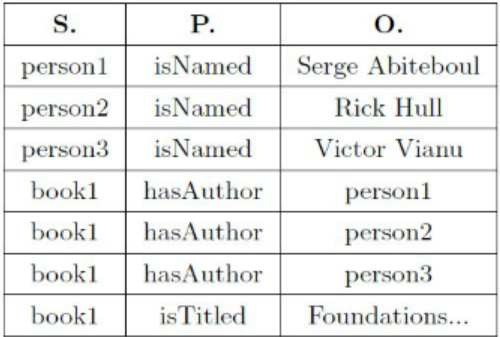 S. P. O.
person1 isNamed Serge Abiteboul
person2 isNamed Rick Hull
person3 isNamed Victor Vianu
book1 hasAuthor person1
book1 hasAuthor person2
book1 hasAuthor person3
book1 isTitled Foundations...